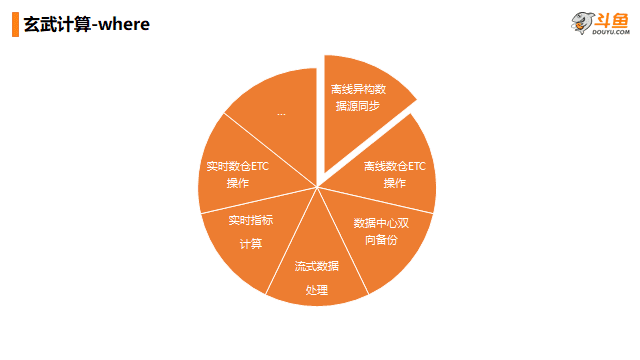 玄武计算-where
斗鱼
DOUYU.COM
离线异构数
据源同步
...
离线数仓ETC
操作
实时数仓ETC
操作
数据中心双
向备份
实时指标
计算
流式数据
处理